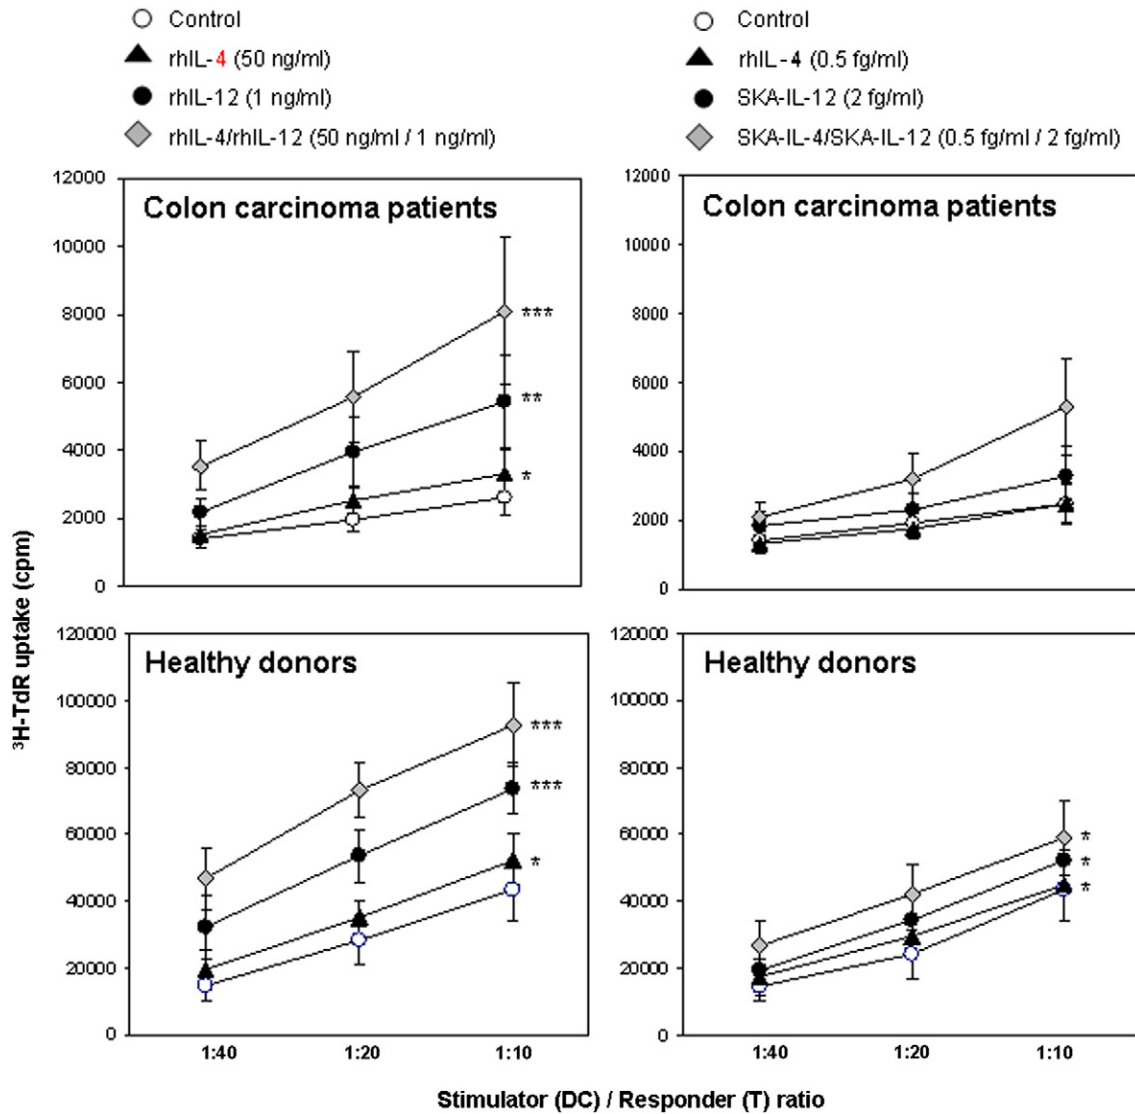 Control
rhIL-4 (50 ng/ml)
rhIL-12 (1 ng/ml)
rhIL-4/rhIL-12 (50 ng/ml / 1 ng/ml)
Control
rhIL-4 (0.5 fg/ml)
SKA-IL-12 (2 fg/ml)
SKA-IL-4/SKA-IL-12 (0.5 fg/ml / 2 fg/ml)
³H-TdR uptake (cpm)
Colon carcinoma patients
12000
10000
8000
6000
4000
2000
0
***
**
*
Colon carcinoma patients
12000
10000
8000
6000
4000
2000
0
Healthy donors
120000
100000
80000
60000
40000
20000
0
***
***
*
1:40 1:20 1:10
Healthy donors
120000
100000
80000
60000
40000
20000
0
*
*
*
1:40 1:20 1:10
Stimulator (DC) / Responder (T) ratio